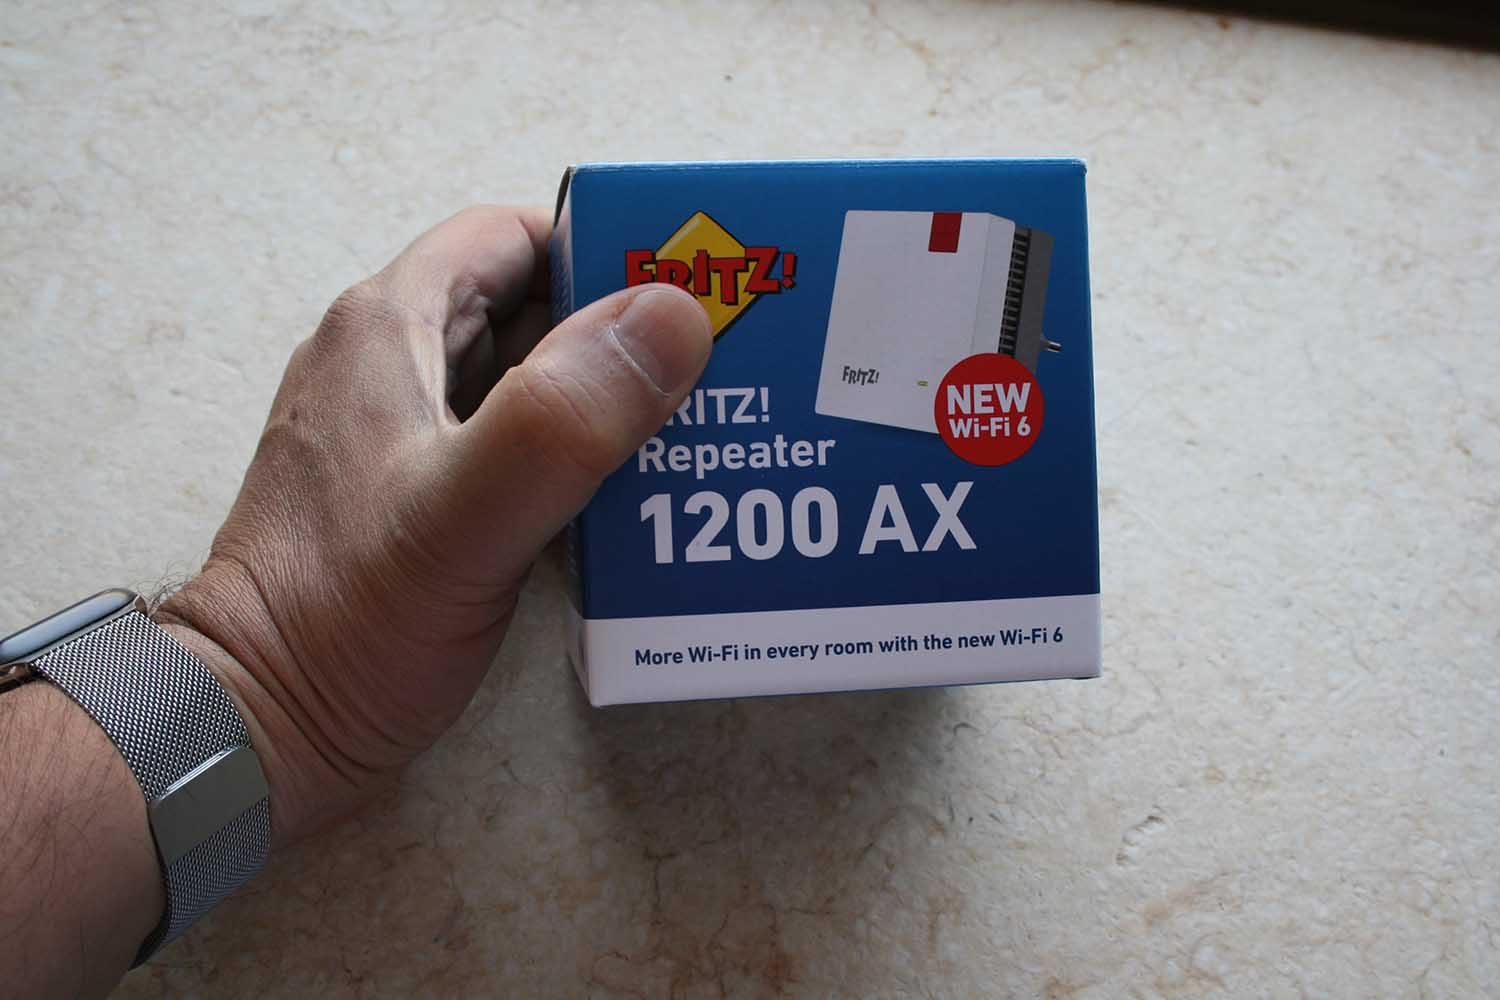 FRITZ!
FRITZ!
NEW
Wi-Fi 6
RITZ!
Repeater
1200 AX
More Wi-Fi in every room with the new Wi-Fi 6